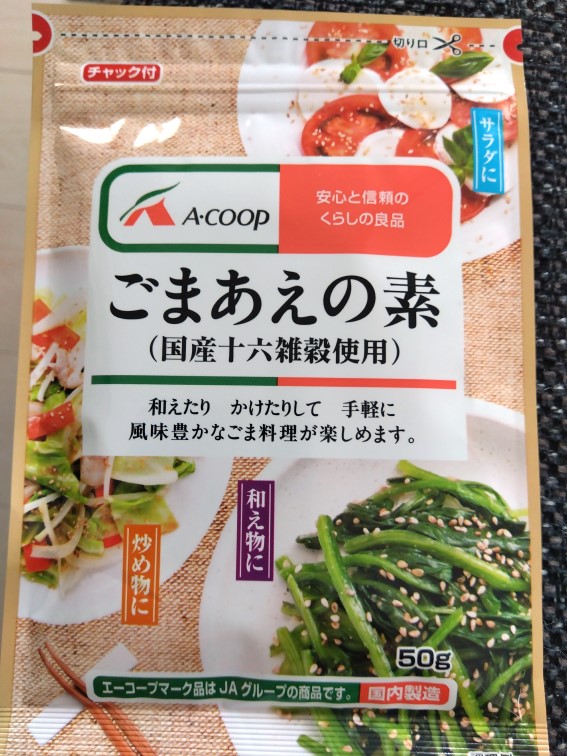 切り口
チャック付
サラダに
A·COOP
安心と信頼の
くらしの良品
ごまあえの素
(国産十六雑穀使用)
和えたり かけたりして 手軽に
風味豊かなごま料理が楽しめます。
和え物に
炒め物に
50g
エーコープマーク品はJAグループの商品です。
国内製造